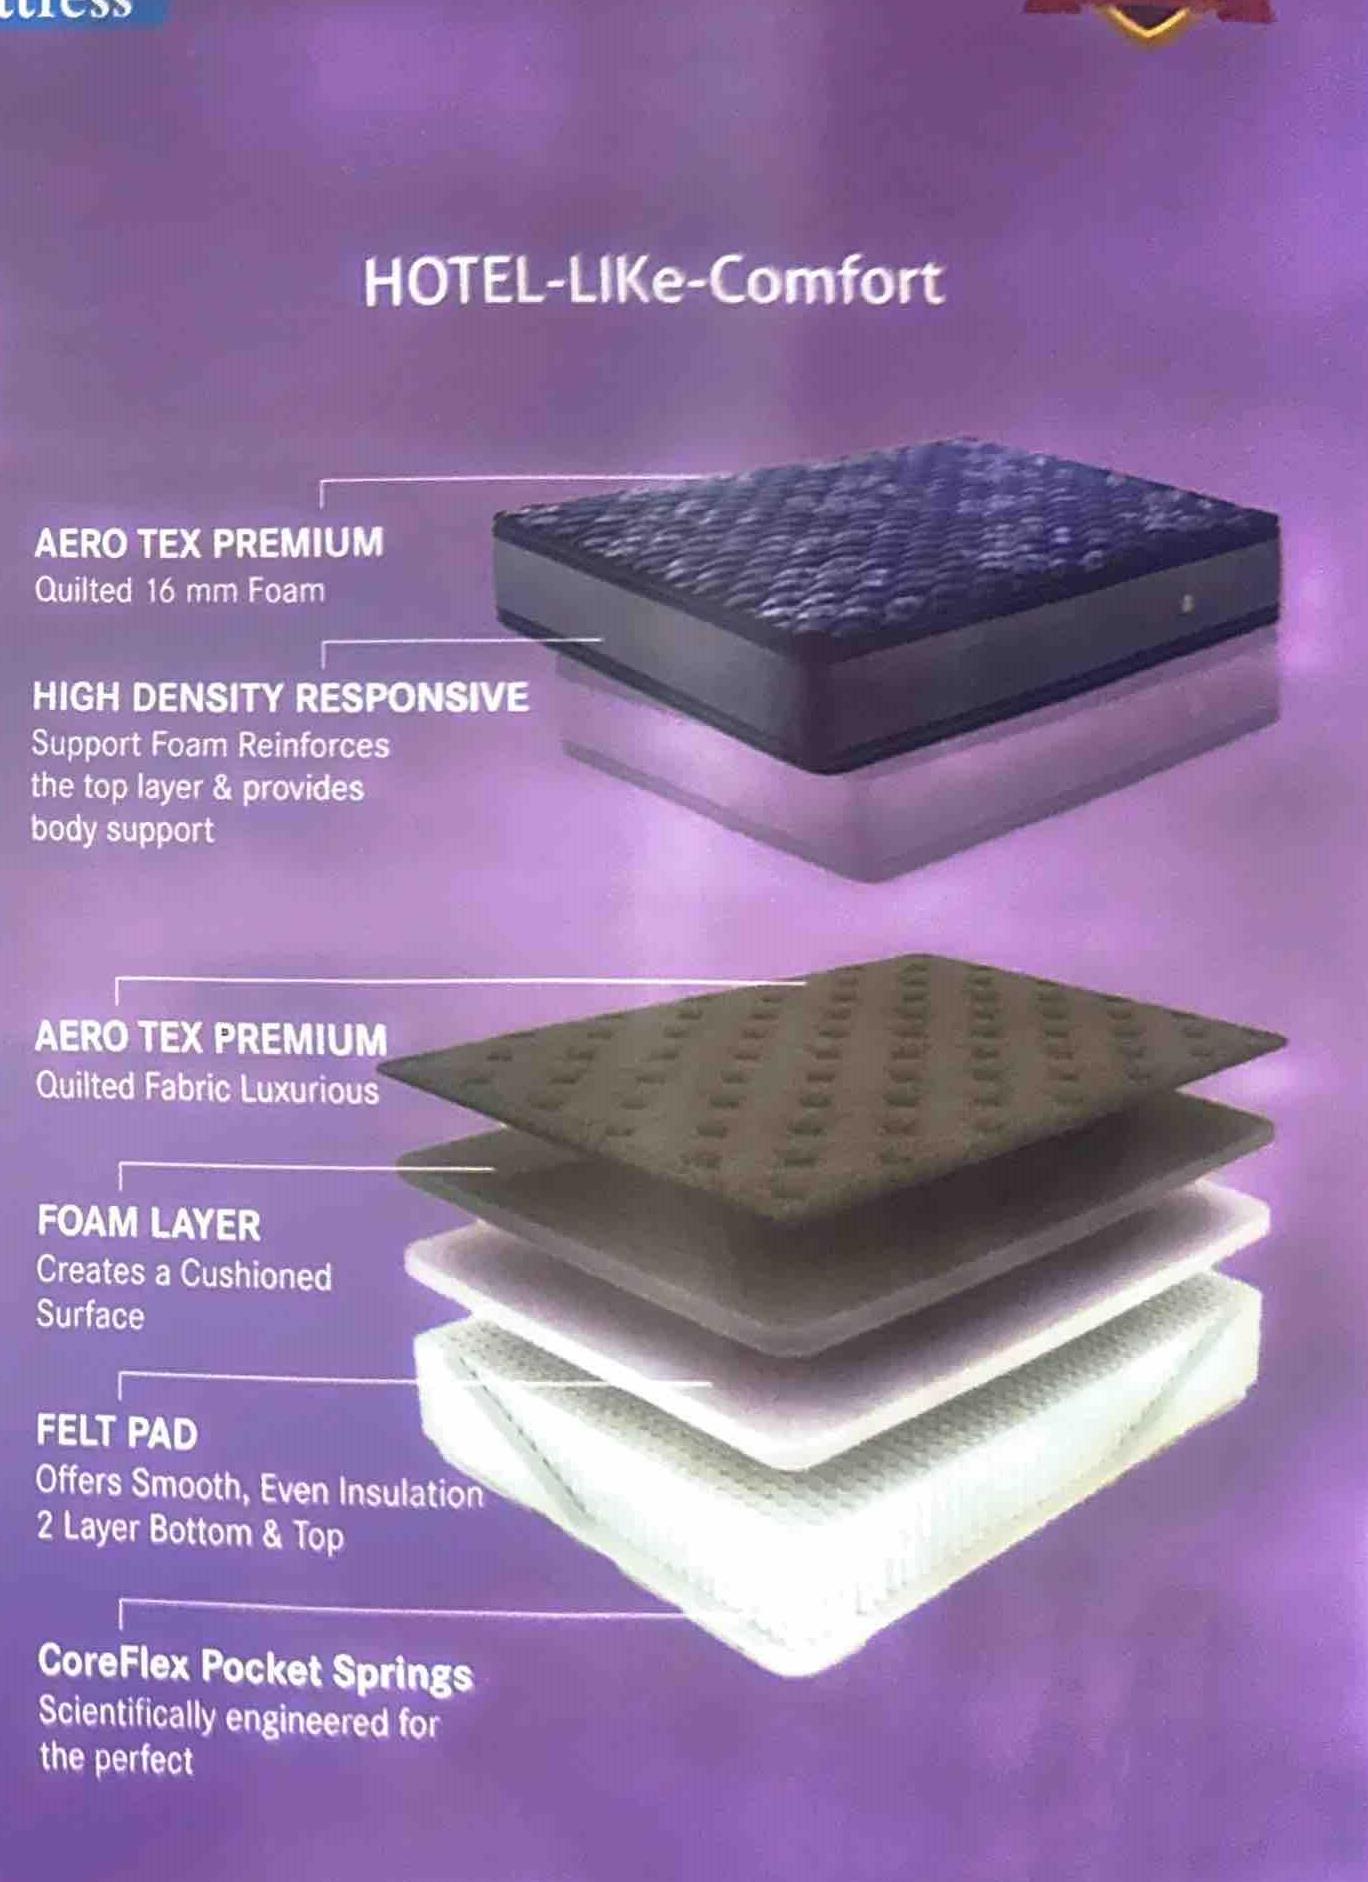 HOTEL-LIKe-Comfort
AERO TEX PREMIUM
Quilted 16 mm Foam
HIGH DENSITY RESPONSIVE
Support Foam Reinforces
the top layer & provides
body support
AERO TEX PREMIUM
Quilted Fabric Luxurious
FOAM LAYER
Creates a Cushioned
Surface
FELT PAD
Offers Smooth, Even Insulation
2 Layer Bottom & Top
CoreFlex Pocket Springs
Scientifically engineered for
the perfect